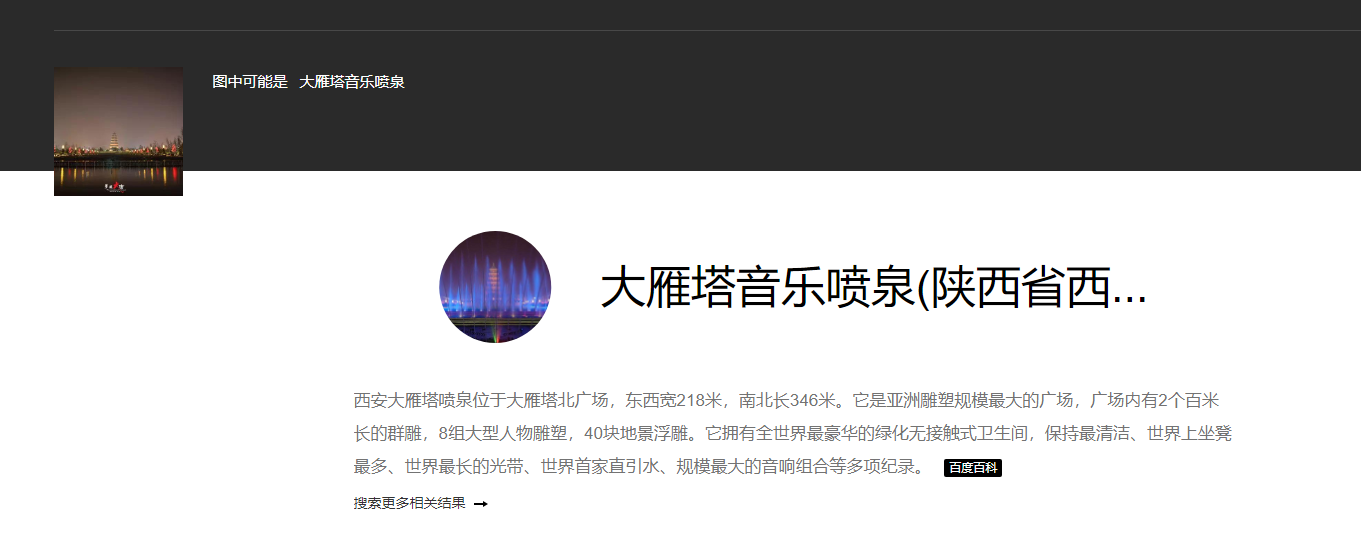 图中可能是 大雁塔音乐喷泉
大雁塔音乐喷泉(陕西省西...
西安大雁塔喷泉位于大雁塔北广场，东西宽218米，南北长346米。它是亚洲雕塑规模最大的广场，广场内有2个百米
长的群雕，8组大型人物雕塑，40块地景浮雕。它拥有全世界最豪华的绿化无接触式卫生间，保持最清洁、世界上坐凳
最多、世界最长的光带、世界首家直引水、规模最大的音响组合等多项纪录。 百度百科
搜索更多相关结果